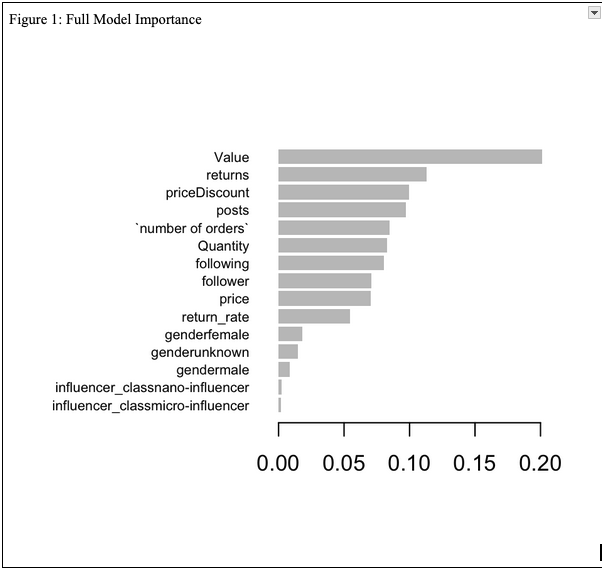 Figure 1: Full Model Importance
Value
returns
priceDiscount
posts
`number of orders`
Quantity
following
follower
price
return_rate
genderfemale
genderunknown
gendermale
influencer_classnano-influencer
influencer_classmicro-influencer
0.00 0.05 0.10 0.15 0.20